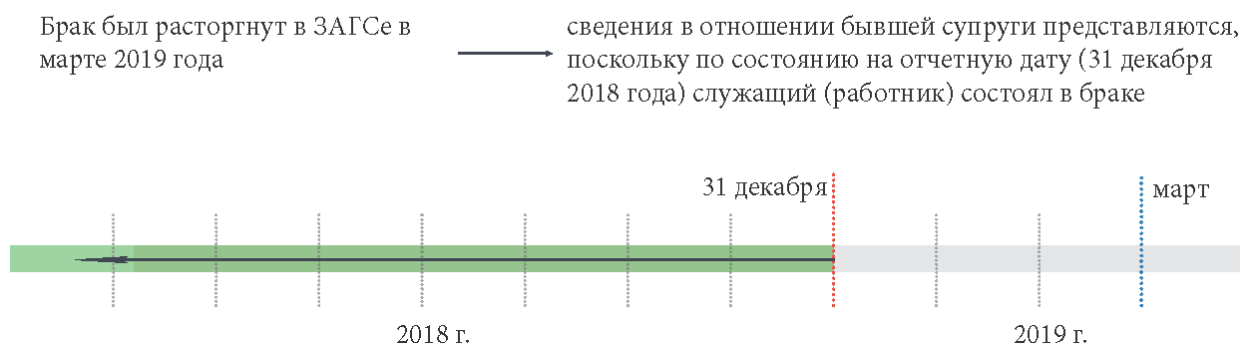 Брак был расторгнут в ЗАГСе в
марте 2019 года
сведения в отношении бывшей супруги представляются,
поскольку по состоянию на отчетную дату (31 декабря
2018 года) служащий (работник) состоял в браке
31 декабря
март
2018 г.
2019 г.